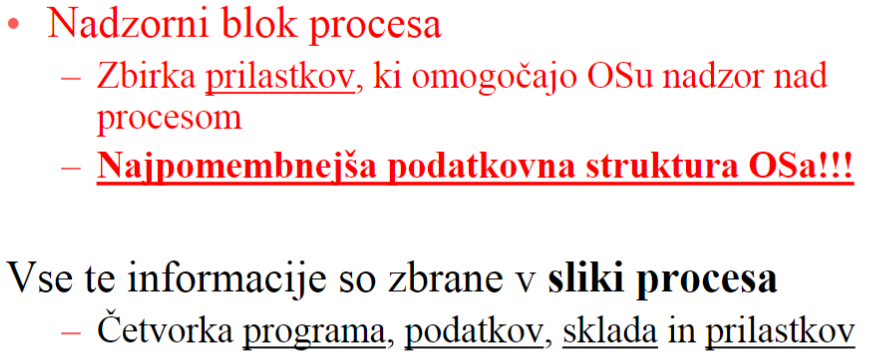 • Nadzorni blok procesa
– Zbirka prilastkov, ki omogočajo OSu nadzor nad
procesom
– Najpomembnejša podatkovna struktura OSa!!!
Vse te informacije so zbrane v sliki procesa
– Četvorka programa, podatkov, sklada in prilastkov